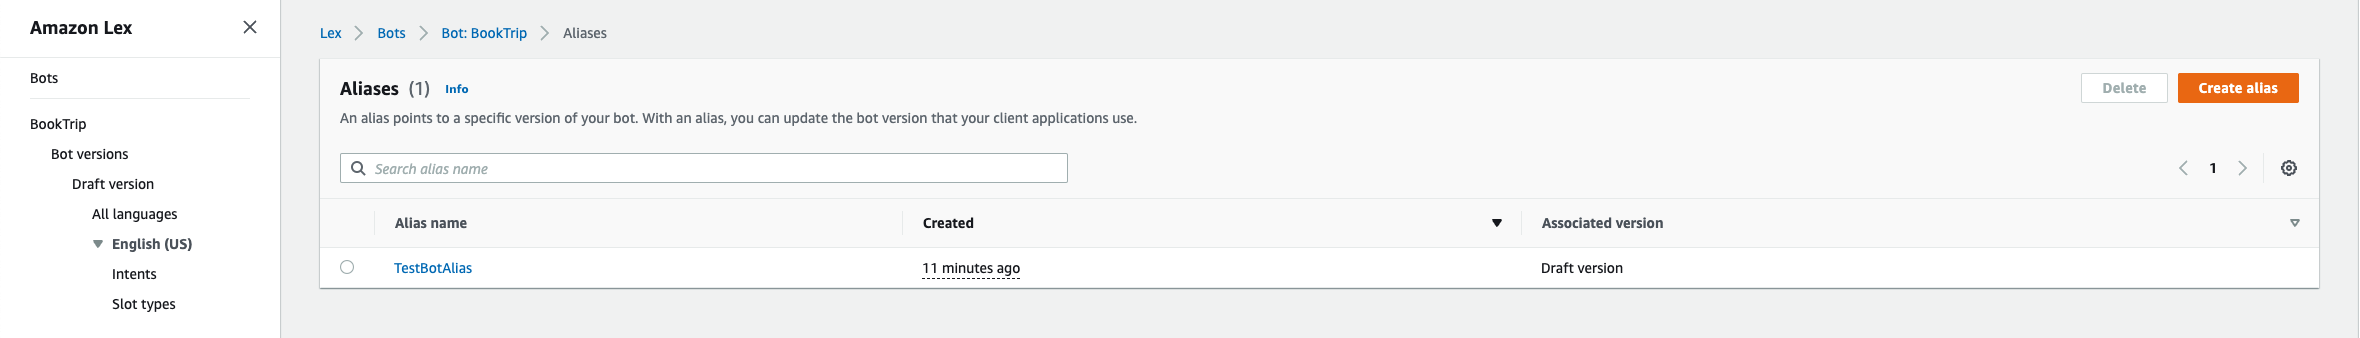 Amazon Lex
Bots
BookTrip
Bot versions
Draft version
All languages
English (US)
Intents
Slot types
Lex Bots Bot: BookTrip Aliases
Aliases (1) Info
Delete Create alias
An alias points to a specific version of your bot. With an alias, you can update the bot version that your client applications use.
Search alias name
1
Alias name Created Associated version
TestBotAlias 11 minutes ago Draft version